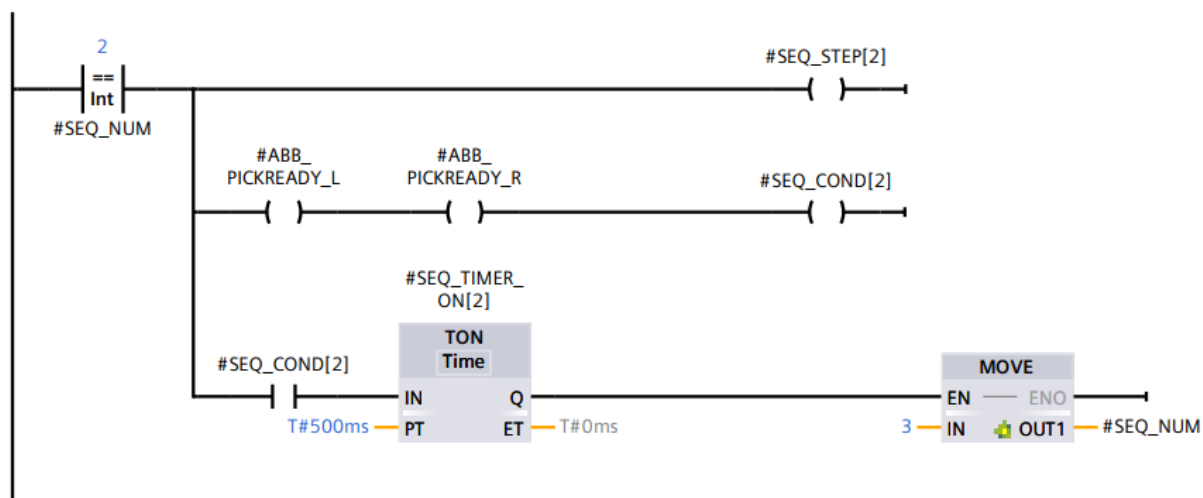 2
==
Int
#SEQ_NUM
#SEQ_STEP[2]
#ABB_
PICKREADY_L
#ABB_
PICKREADY_R
#SEQ_COND[2]
#SEQ_TIMER_
ON[2]
TON
Time
#SEQ_COND[2]
IN
Q
T#500ms
PT
ET
T#0ms
MOVE
EN
ENO
3
IN
OUT1
#SEQ_NUM